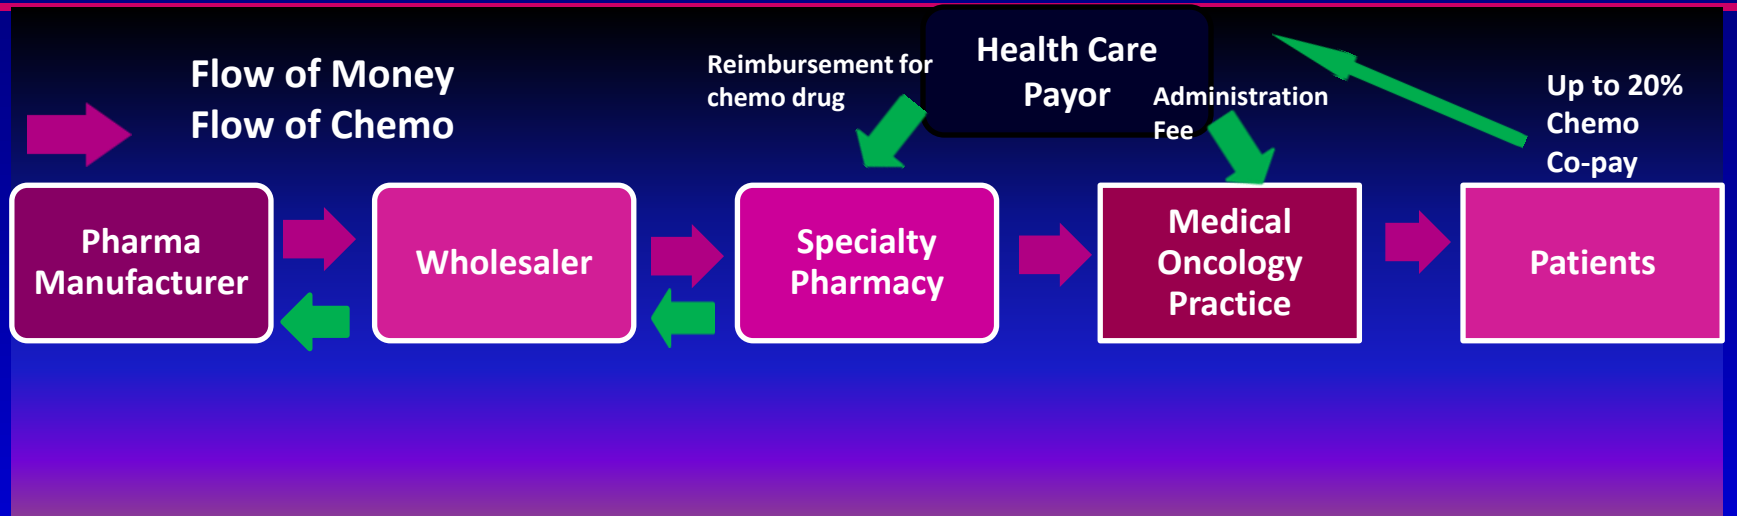 Flow of Money
Flow of Chemo
Reimbursement for
chemo drug
Health Care
Payor
Administration
Fee
Up to 20%
Chemo
Co-pay
Pharma
Manufacturer
Wholesaler
Specialty
Pharmacy
Medical
Oncology
Practice
Patients